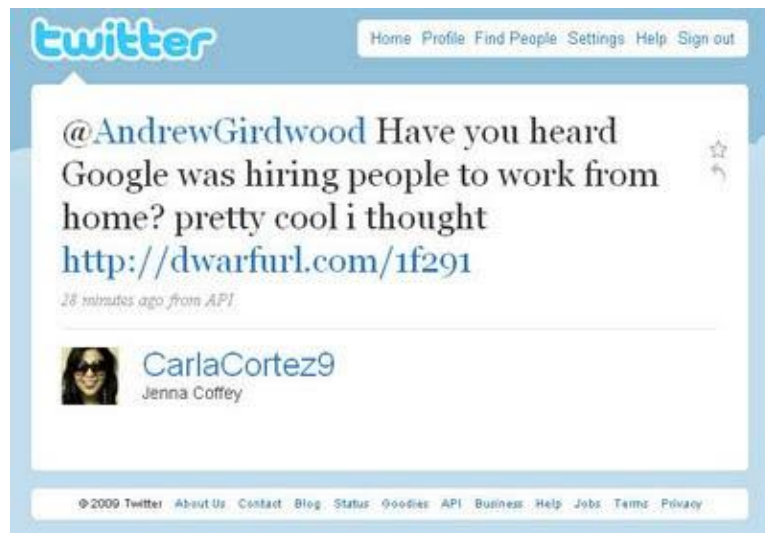 twitter
Home Profile Find People Settings Help Sign out
@AndrewGirdwood Have you heard
Google was hiring people to work from
home? pretty cool i thought
http://dwarfurl.com/1f291
28 minutes ago from API
CarlaCortez9
Jenna Coffey
© 2009 Twitter About Us Contact Blog Status Goodies API Business Help Jobs Terms Privacy